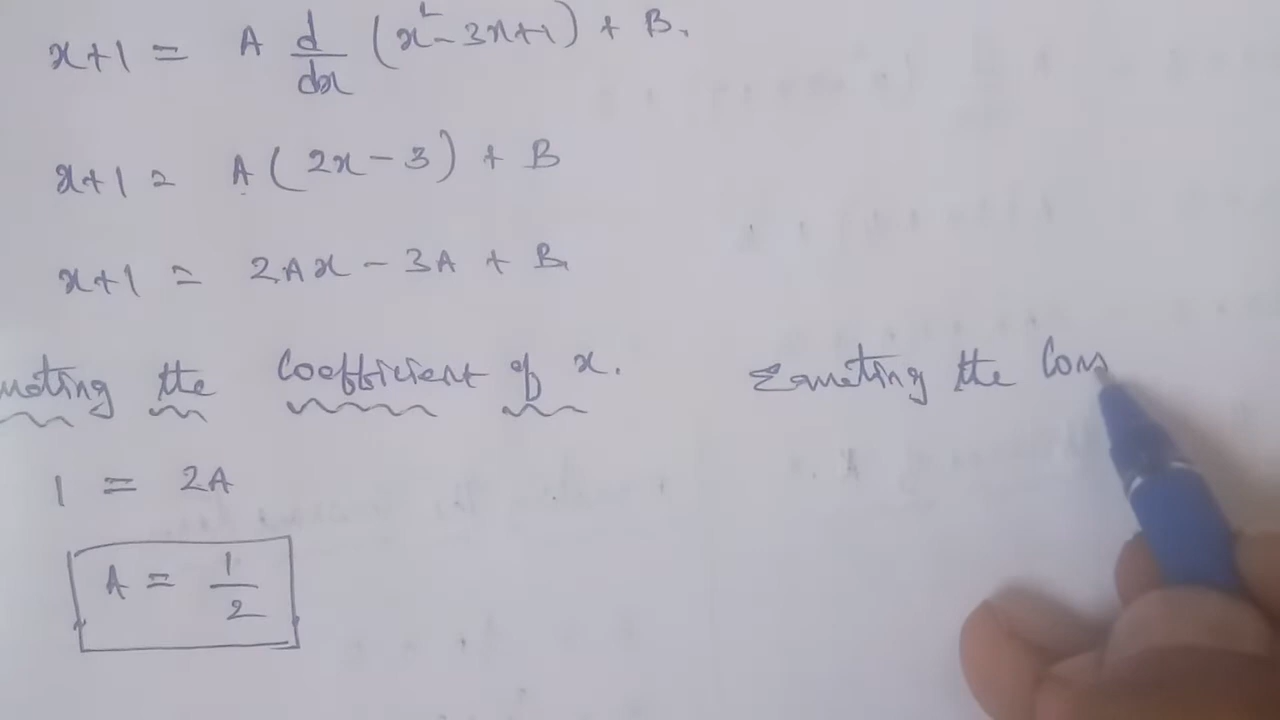 x+1 = A d/dx (x² - 3x+1) + B.
x+1 = A (2x - 3) + B
x+1 = 2Ax - 3A + B.
uating the Coefficient of x.
Equating the Cons
1 = 2A
A = 1/2